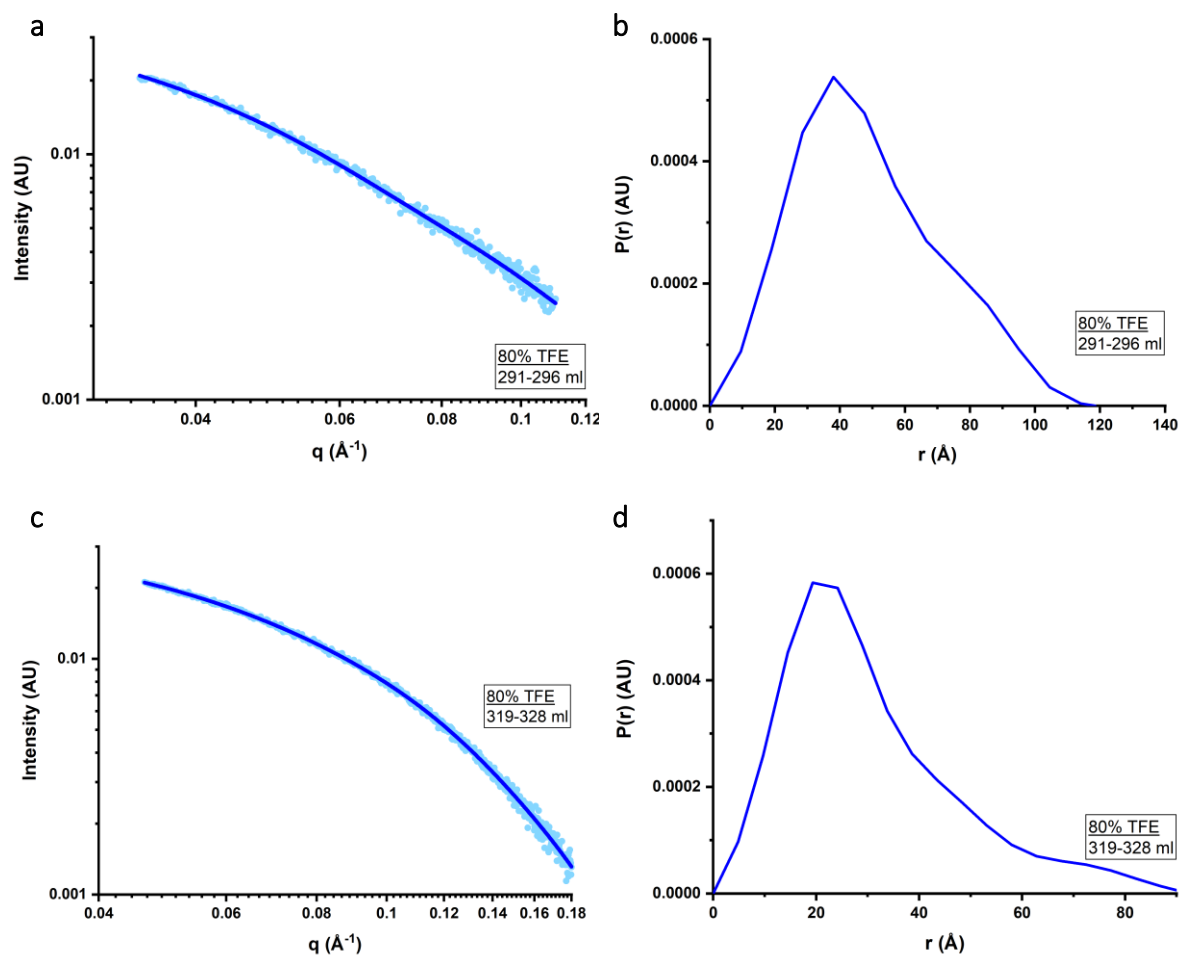 a
Intensity (AU)
0.01
0.001
0.04
0.06
0.08
0.1
0.12
q (Å⁻¹)
80% TFE
291-296 ml
b
P(r) (AU)
0.0006
0.0004
0.0002
0.0000
0
20
40
60
80
100
120
140
r (Å)
80% TFE
291-296 ml
c
Intensity (AU)
0.01
0.001
0.04
0.06
0.08
0.1
0.12
0.14
0.16
0.18
q (Å⁻¹)
80% TFE
319-328 ml
d
P(r) (AU)
0.0006
0.0004
0.0002
0.0000
0
20
40
60
80
r (Å)
80% TFE
319-328 ml